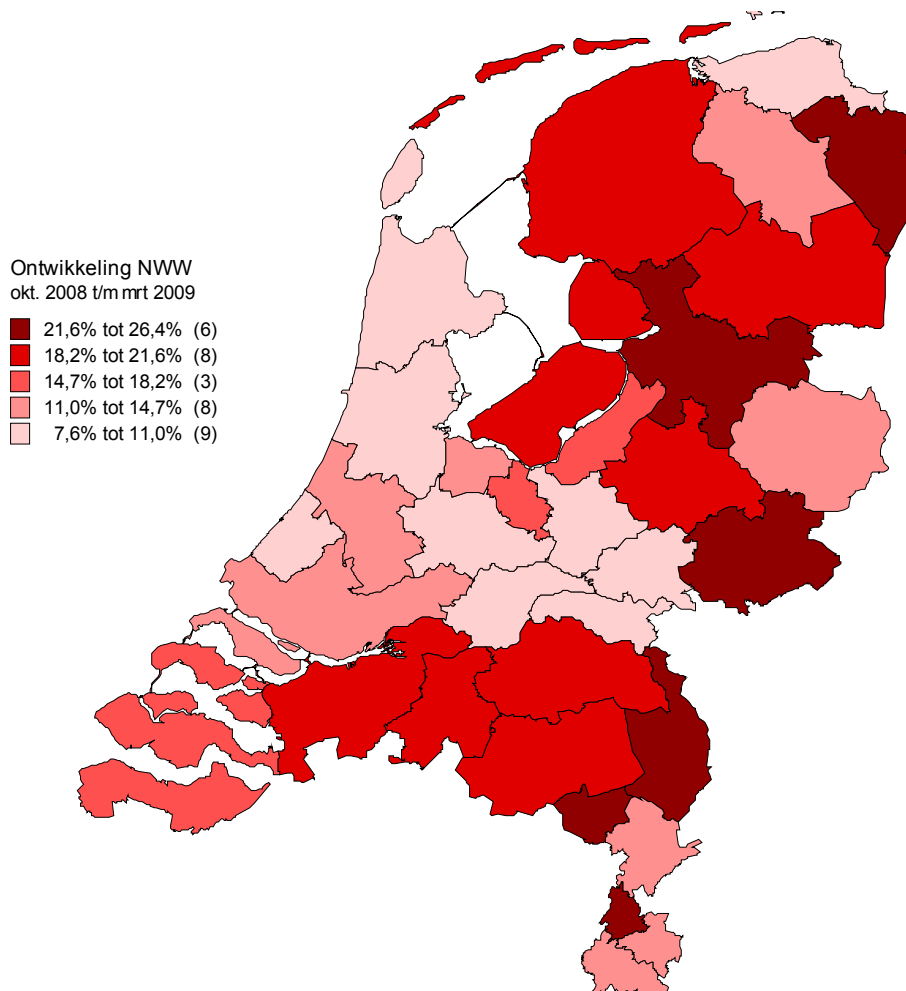 Ontwikkeling NWW
okt. 2008 t/m mrt 2009
21,6% tot 26,4% (6)
18,2% tot 21,6% (8)
14,7% tot 18,2% (3)
11,0% tot 14,7% (8)
7,6% tot 11,0% (9)